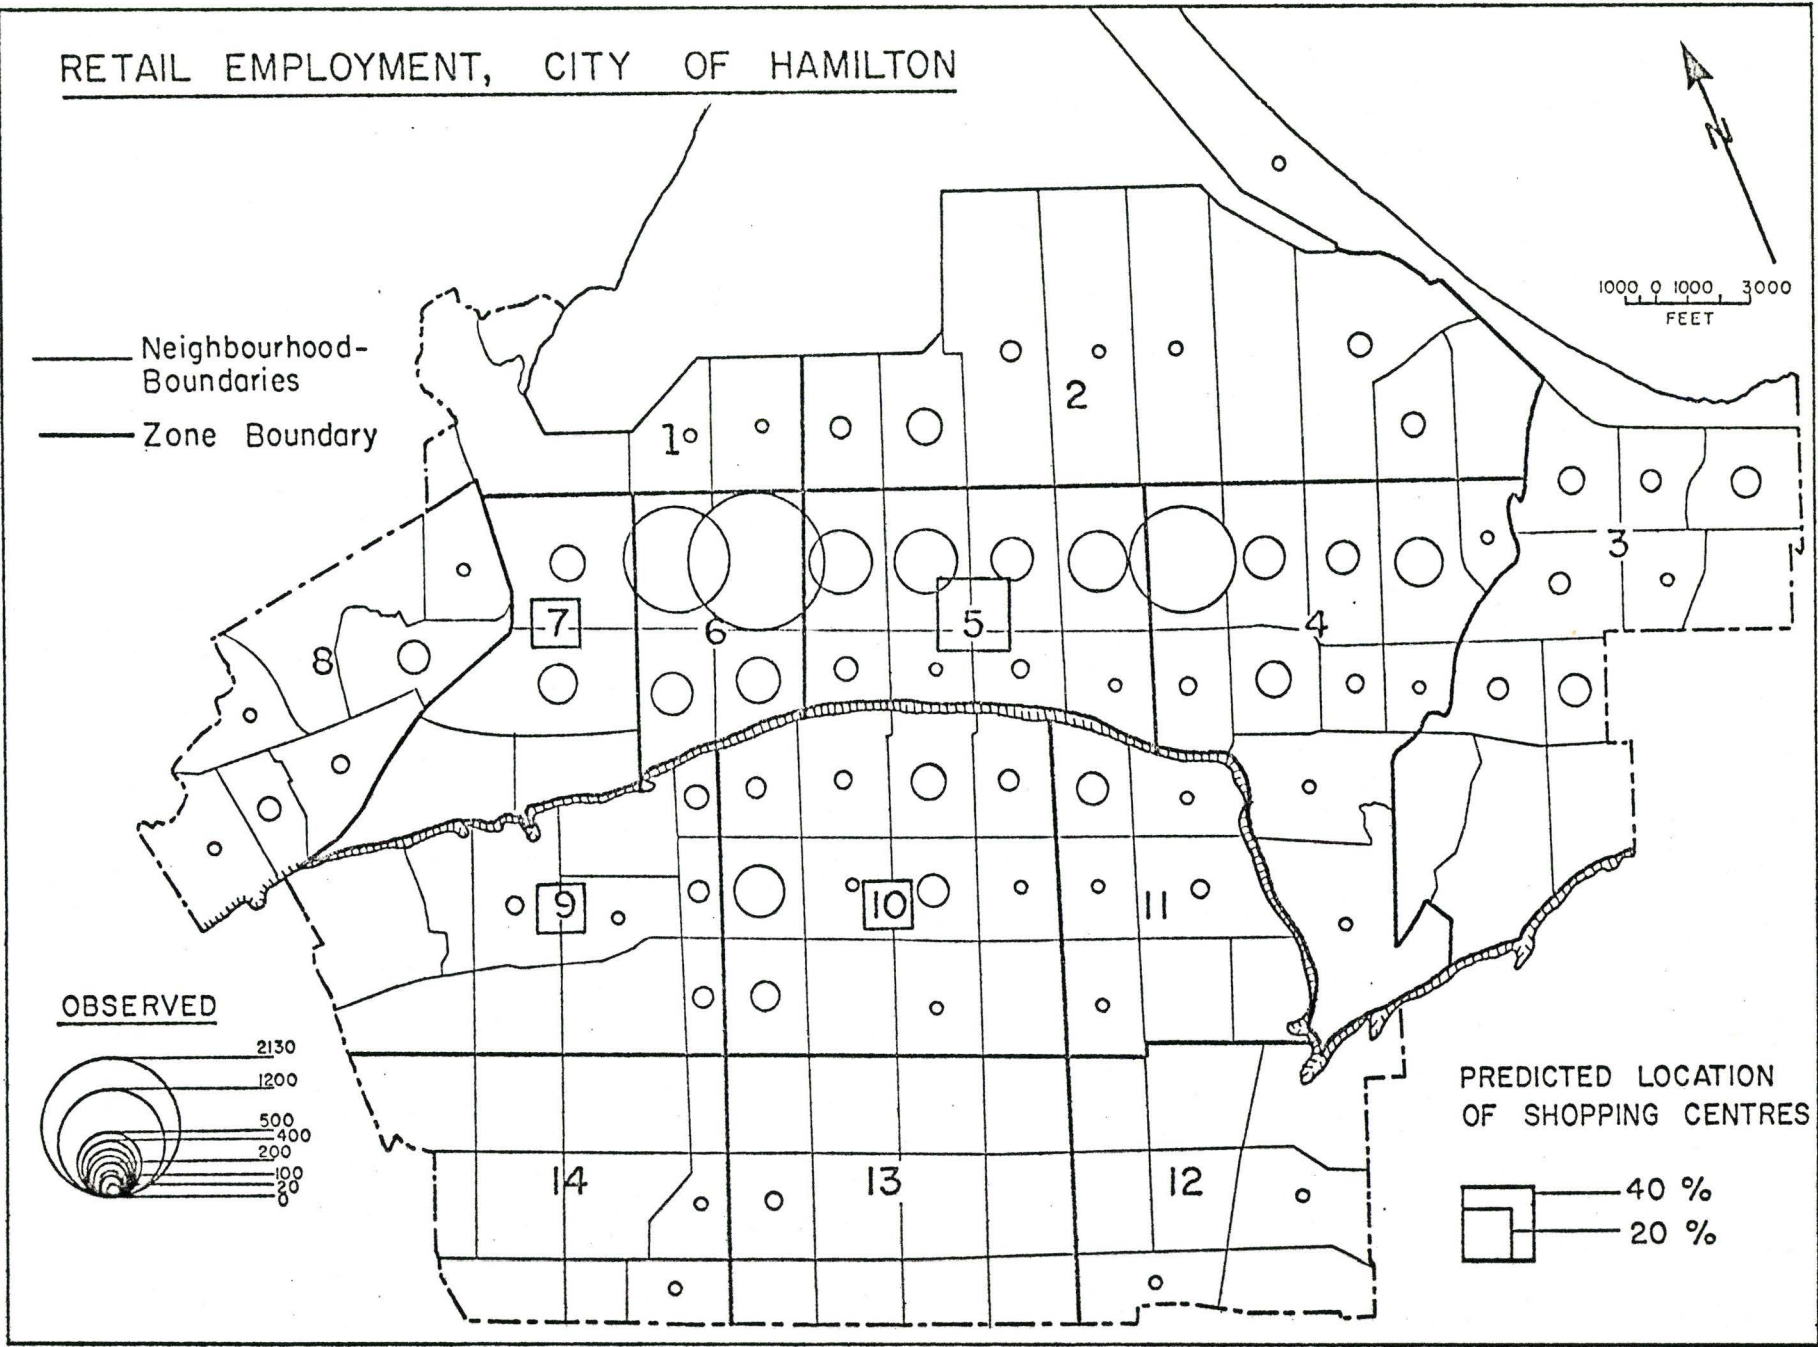 RETAIL EMPLOYMENT, CITY OF HAMILTON
N
1000 0 1000 3000
FEET
Neighbourhood-
Boundaries
Zone Boundary
1
2
3
4
5
6
7
8
9
10
11
12
13
14
OBSERVED
2130
1200
500
400
200
100
20
0
PREDICTED LOCATION
OF SHOPPING CENTRES
40 %
20 %